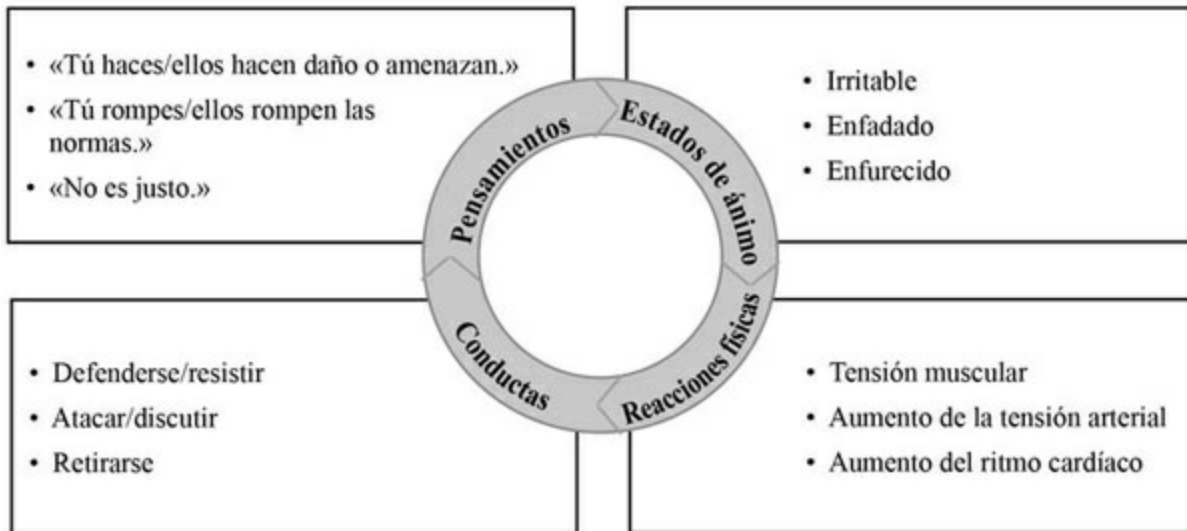 • «Tú haces/ellos hacen daño o amenazan.»
• «Tú rompes/ellos rompen las
normas.»
• «No es justo.»
• Irritable
• Enfadado
• Enfurecido
Pensamientos
Estados de ánimo
Conductas
Reacciones físicas
• Defenderse/resistir
• Atacar/discutir
• Retirarse
• Tensión muscular
• Aumento de la tensión arterial
• Aumento del ritmo cardíaco